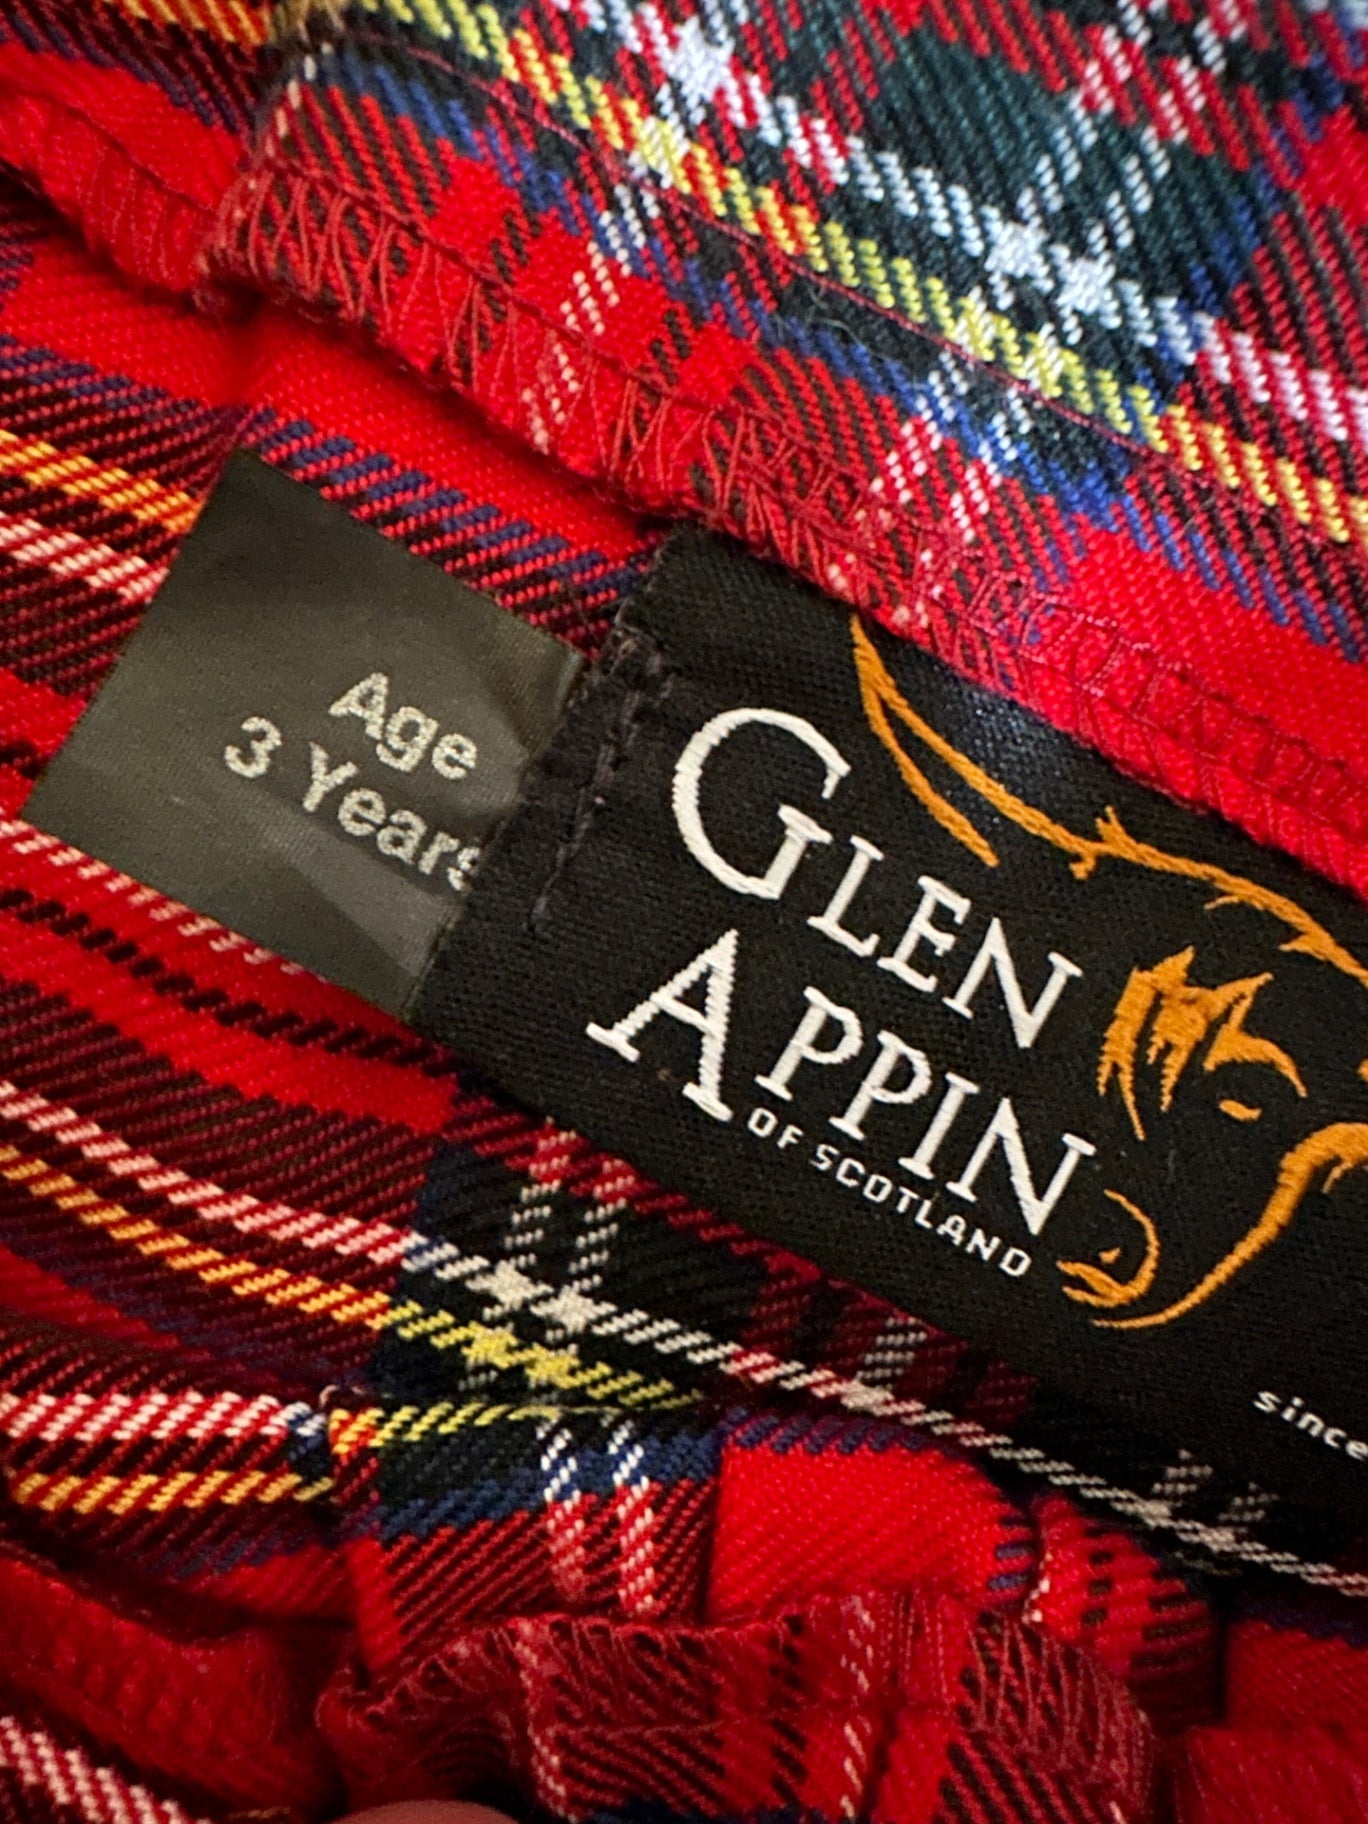 Age
3 Years
GLEN
APPIN
OF SCOTLAND
since